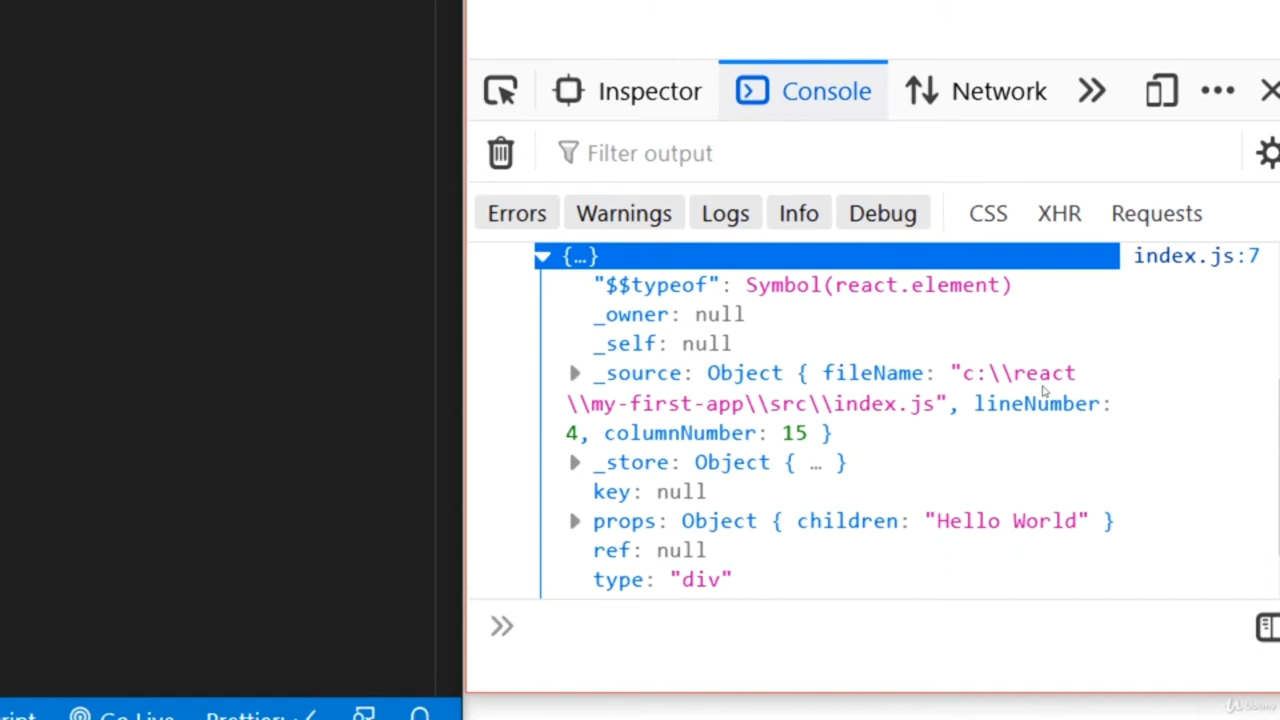 Inspector Console Network
Filter output
Errors Warnings Logs Info Debug CSS XHR Requests
{…} index.js:7
"$$typeof": Symbol(react.element)
_owner: null
_self: null
_source: Object { fileName: "c:\\react
\\my-first-app\\src\\index.js", lineNumber:
4, columnNumber: 15 }
_store: Object { … }
key: null
props: Object { children: "Hello World" }
ref: null
type: "div"
Go Live Prettier
Udemy